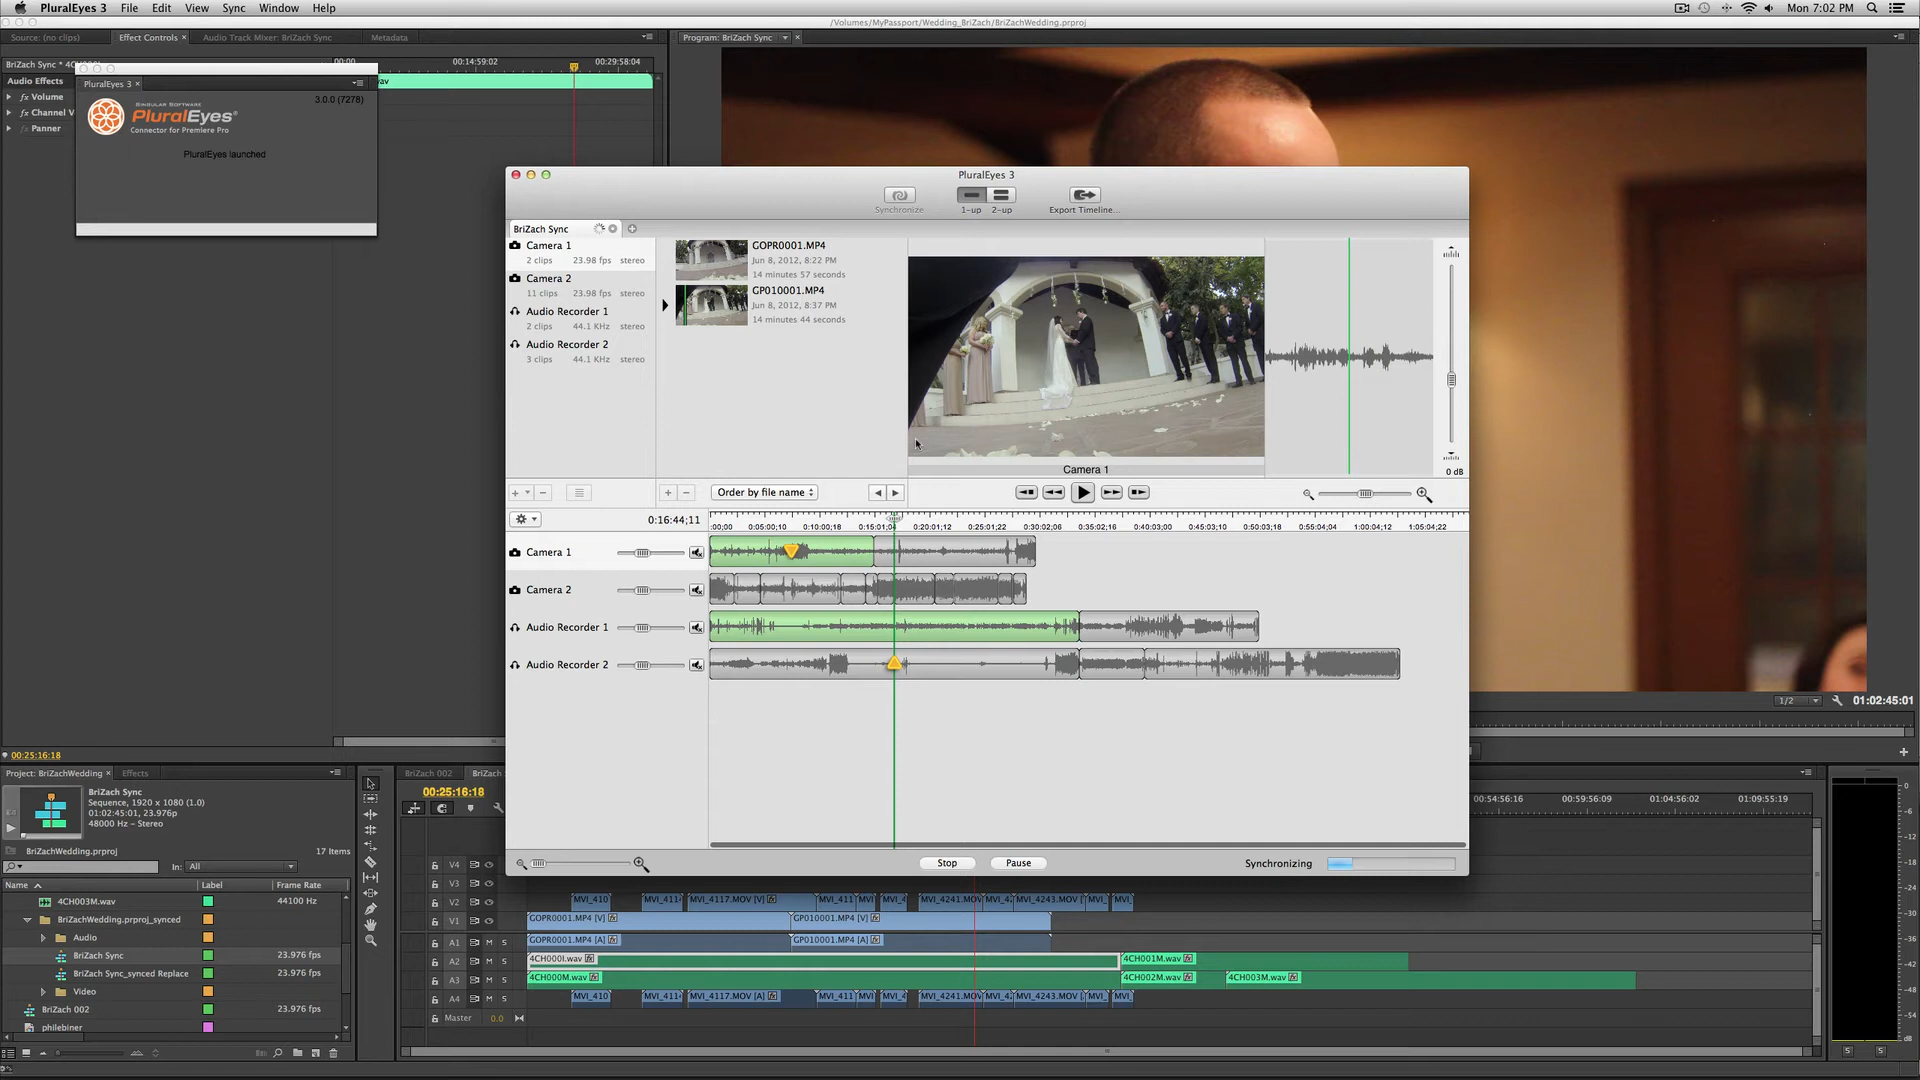 PluralEyes 3 File Edit View Sync Window Help
Mon 7:02 PM
/Volumes/MyPassport/Wedding_BriZach/BriZachWedding.prproj
Source: (no clips) Effect Controls × Audio Track Mixer: BriZach Sync Metadata
Program: BriZach Sync ×
BriZach Sync * 4CH
00:00 00:14:59:02 00:29:58:04
Audio Effects
fx Volume
fx Channel V
fx Panner
PluralEyes 3 ×
3.0.0 (7278)
SINGULAR SOFTWARE
PluralEyes®
Connector for Premiere Pro
PluralEyes launched
PluralEyes 3
Synchronize 1-up 2-up Export Timeline...
BriZach Sync
Camera 1
2 clips 23.98 fps stereo
Camera 2
11 clips 23.98 fps stereo
Audio Recorder 1
2 clips 44.1 KHz stereo
Audio Recorder 2
3 clips 44.1 KHz stereo
GOPR0001.MP4
Jun 8, 2012, 8:22 PM
14 minutes 57 seconds
GP010001.MP4
Jun 8, 2012, 8:37 PM
14 minutes 44 seconds
Camera 1
0 dB
Order by file name
0:16:44;11
:00;00 0:05:00;10 0:10:00;18 0:15:01;04 0:20:01;12 0:25:01;22 0:30:02;06 0:35:02;16 0:40:03;00 0:45:03;10 0:50:03;18 0:55:04;04 1:00:04;12 1:05:04;22
Camera 1
Camera 2
Audio Recorder 1
Audio Recorder 2
Stop Pause Synchronizing
1/2 01:02:45:01
00:25:16:18
Project: BriZachWedding × Effects
BriZach Sync
Sequence, 1920 x 1080 (1.0)
01:02:45:01, 23.976p
48000 Hz - Stereo
BriZachWedding.prproj 17 Items
In: All
Name Label Frame Rate
4CH003M.wav 44100 Hz
BriZachWedding.prproj_synced
Audio
BriZach Sync 23.976 fps
BriZach Sync_synced Replace 23.976 fps
Video
BriZach 002 23.976 fps
philebiner
BriZach 002 BriZach
00:25:16:18
00:54:56:16 00:59:56:09 01:04:56:02 01:09:55:19
V4
V3
V2 MVI_410 MVI_411 MVI_4117.MOV [V] MVI_411 MVI MVI_4 MVI_4241.MOV MVI_4 MVI_4243.MOV [V] MVI_ MVI_
V1 GOPR0001.MP4 [V] GP010001.MP4 [V]
A1 M S GOPR0001.MP4 [A] GP010001.MP4 [A]
A2 M S 4CH000I.wav 4CH001M.wav
A3 M S 4CH000M.wav 4CH002M.wav 4CH003M.wav
A4 M S MVI_410 MVI_411 MVI_4117.MOV [A] MVI_411 MVI MVI_4 MVI_4241.MOV MVI_4 MVI_4243.MOV [ MVI_ MVI_
Master 0.0
0
-6
-12
-18
-24
-30
-36
-42
-48
-54
dB
S S